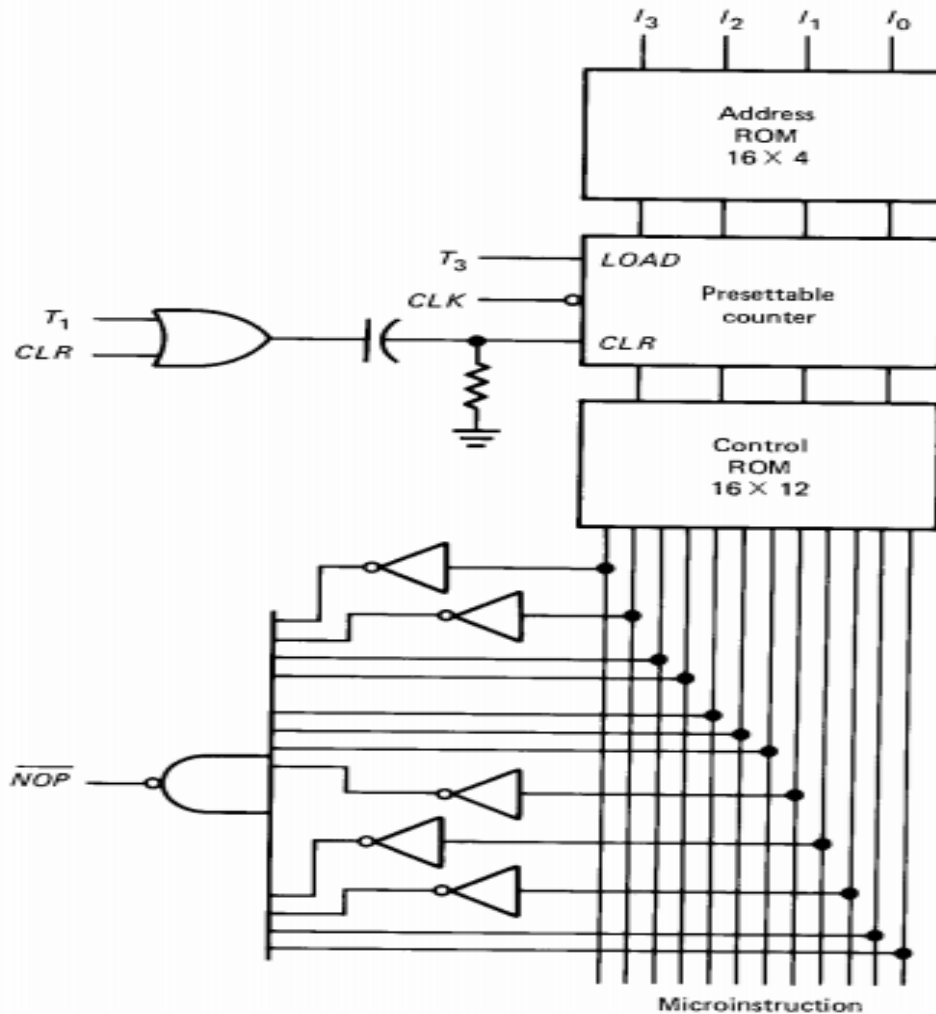 I₃ I₂ I₁ I₀
Address
ROM
16 × 4
T₃ LOAD
CLK
Presettable
counter
T₁
CLR
CLR
Control
ROM
16 × 12
N̅O̅P̅
Microinstruction